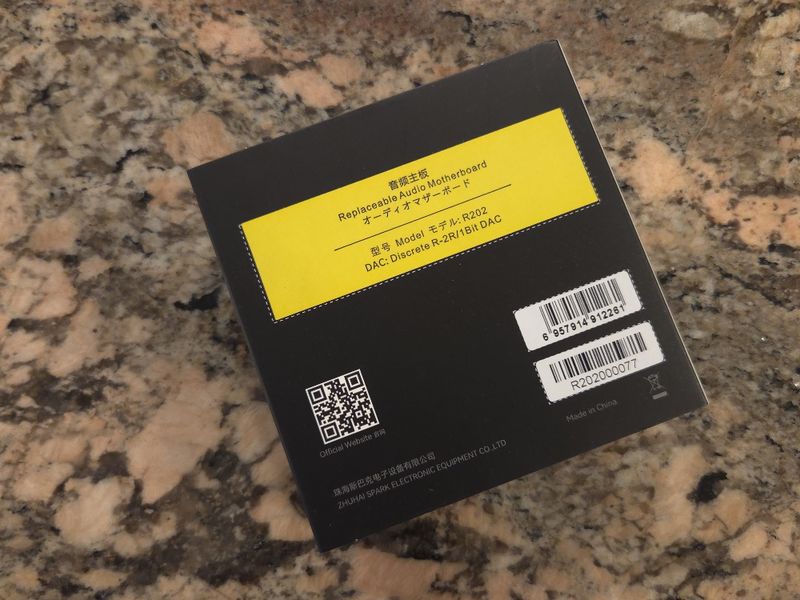 音频主板
Replaceable Audio Motherboard
オーディオマザーボード
型号 Model モデル: R202
DAC: Discrete R-2R/1Bit DAC
6 957914 912261
R202000077
Made in China
Official Website 官网
珠海斯巴克电子设备有限公司
ZHUHAI SPARK ELECTRONIC EQUIPMENT CO.,LTD